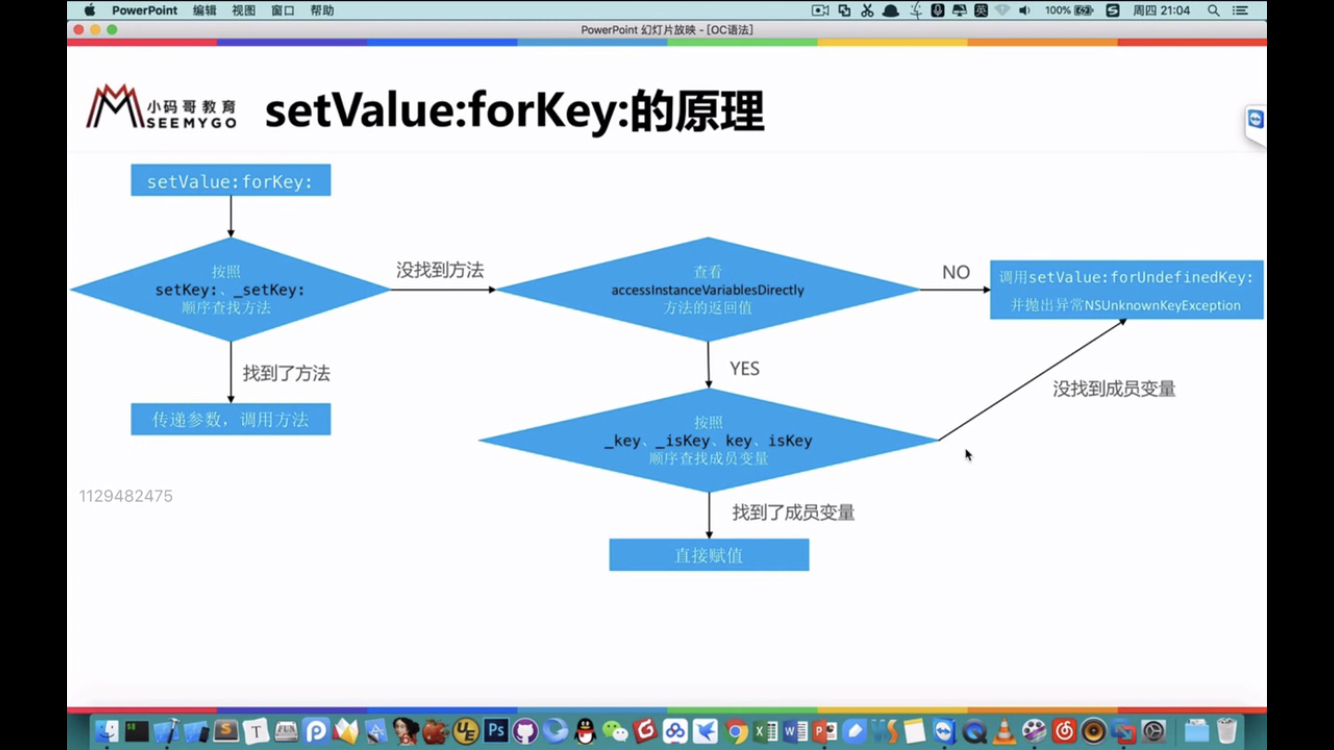 PowerPoint 编辑 视图 窗口 帮助
100%
周四 21:04
PowerPoint 幻灯片放映 - [OC语法]
小码哥教育
SEEMYGO
setValue:forKey:的原理
setValue:forKey:
按照
setKey:、_setKey:
顺序查找方法
没找到方法
查看
accessInstanceVariablesDirectly
方法的返回值
NO
调用setValue:forUndefinedKey:
并抛出异常NSUnknownKeyException
找到了方法
YES
没找到成员变量
传递参数，调用方法
按照
_key、_isKey、key、isKey
顺序查找成员变量
1129482475
找到了成员变量
直接赋值